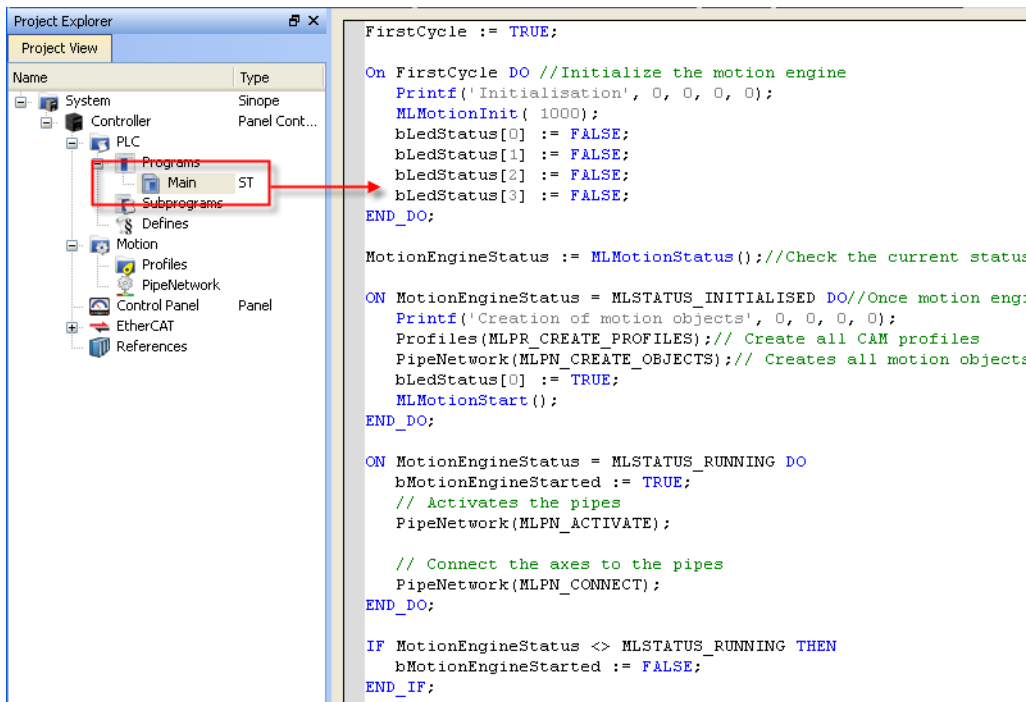 Project Explorer
Project View
Name Type
System Sinope
Controller Panel Cont...
PLC
Programs
Main ST
Subprograms
Defines
Motion
Profiles
PipeNetwork
Control Panel Panel
EtherCAT
References
FirstCycle := TRUE;
On FirstCycle DO //Initialize the motion engine
Printf('Initialisation', 0, 0, 0, 0);
MLMotionInit( 1000);
bLedStatus[0] := FALSE;
bLedStatus[1] := FALSE;
bLedStatus[2] := FALSE;
bLedStatus[3] := FALSE;
END_DO;
MotionEngineStatus := MLMotionStatus();//Check the current status
ON MotionEngineStatus = MLSTATUS_INITIALISED DO//Once motion engi
Printf('Creation of motion objects', 0, 0, 0, 0);
Profiles(MLPR_CREATE_PROFILES);// Create all CAM profiles
PipeNetwork(MLPN_CREATE_OBJECTS);// Creates all motion objects
bLedStatus[0] := TRUE;
MLMotionStart();
END_DO;
ON MotionEngineStatus = MLSTATUS_RUNNING DO
bMotionEngineStarted := TRUE;
// Activates the pipes
PipeNetwork(MLPN_ACTIVATE);
// Connect the axes to the pipes
PipeNetwork(MLPN_CONNECT);
END_DO;
IF MotionEngineStatus <> MLSTATUS_RUNNING THEN
bMotionEngineStarted := FALSE;
END_IF;